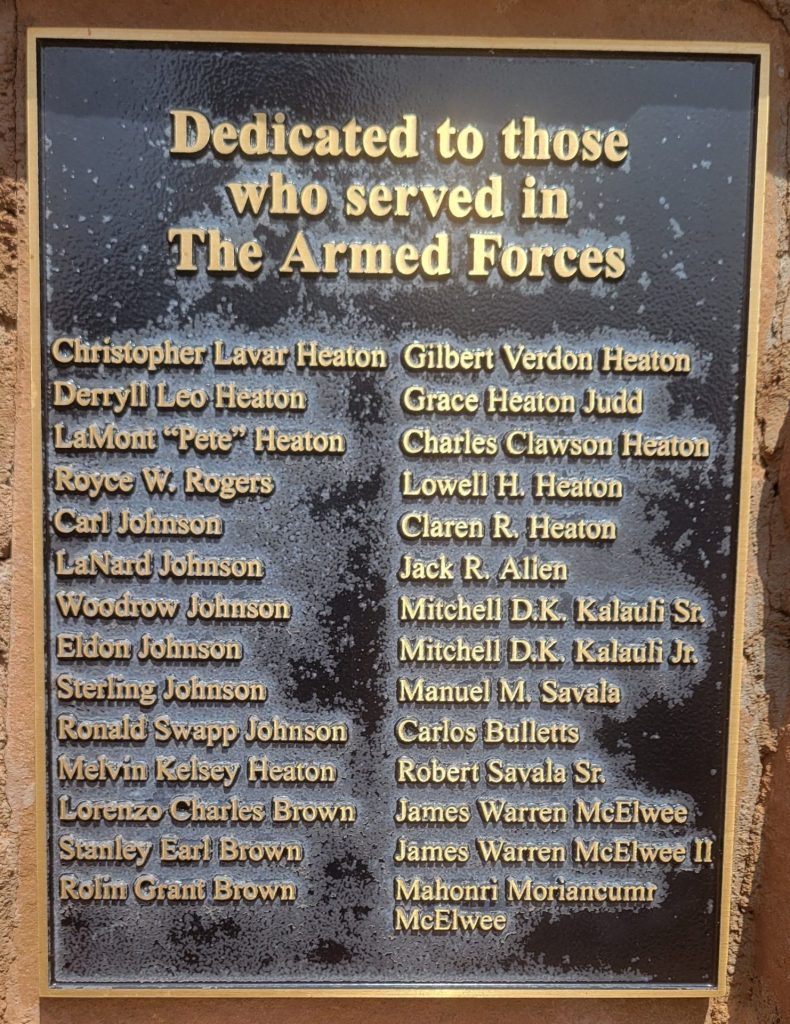 Dedicated to those
who served in
The Armed Forces
Christopher Lavar Heaton
Derryll Leo Heaton
LaMont “Pete” Heaton
Royce W. Rogers
Carl Johnson
LaNard Johnson
Woodrow Johnson
Eldon Johnson
Sterling Johnson
Ronald Swapp Johnson
Melvin Kelsey Heaton
Lorenzo Charles Brown
Stanley Earl Brown
Rolin Grant Brown
Gilbert Verdon Heaton
Grace Heaton Judd
Charles Clawson Heaton
Lowell H. Heaton
Claren R. Heaton
Jack R. Allen
Mitchell D.K. Kalauli Sr.
Mitchell D.K. Kalauli Jr.
Manuel M. Savala
Carlos Bulletts
Robert Savala Sr.
James Warren McElwee
James Warren McElwee II
Mahonri Moriancumr
McElwee